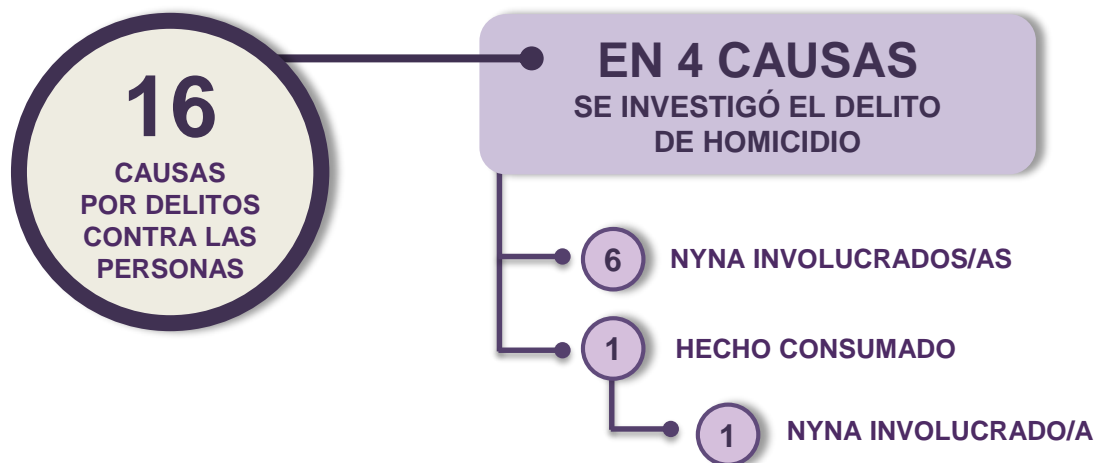 16
CAUSAS
POR DELITOS
CONTRA LAS
PERSONAS
EN 4 CAUSAS
SE INVESTIGÓ EL DELITO
DE HOMICIDIO
6 NYNA INVOLUCRADOS/AS
1 HECHO CONSUMADO
1 NYNA INVOLUCRADO/A